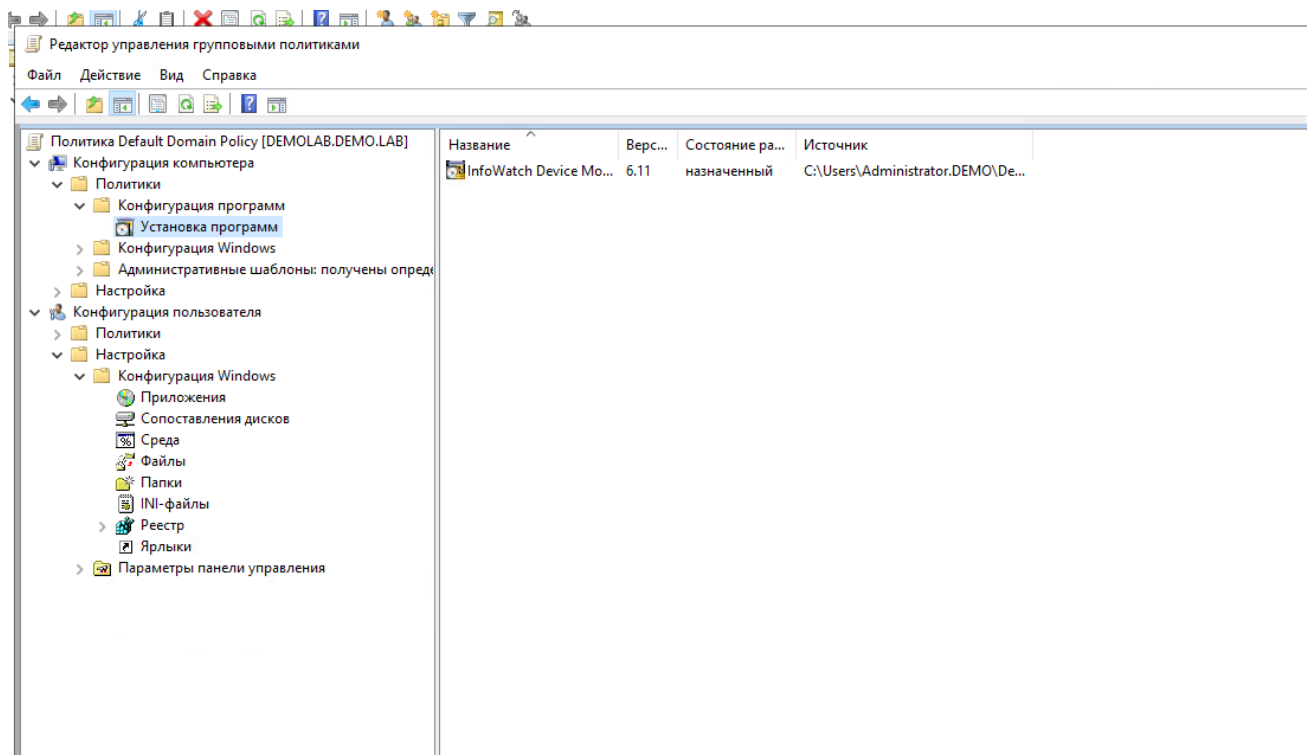 Редактор управления групповыми политиками
Файл Действие Вид Справка
Политика Default Domain Policy [DEMOLAB.DEMO.LAB]
Конфигурация компьютера
Политики
Конфигурация программ
Установка программ
Конфигурация Windows
Административные шаблоны: получены опреде
Настройка
Конфигурация пользователя
Политики
Настройка
Конфигурация Windows
Приложения
Сопоставления дисков
Среда
Файлы
Папки
INI-файлы
Реестр
Ярлыки
Параметры панели управления
Название Верс... Состояние ра... Источник
InfoWatch Device Mo... 6.11 назначенный C:\Users\Administrator.DEMO\De...